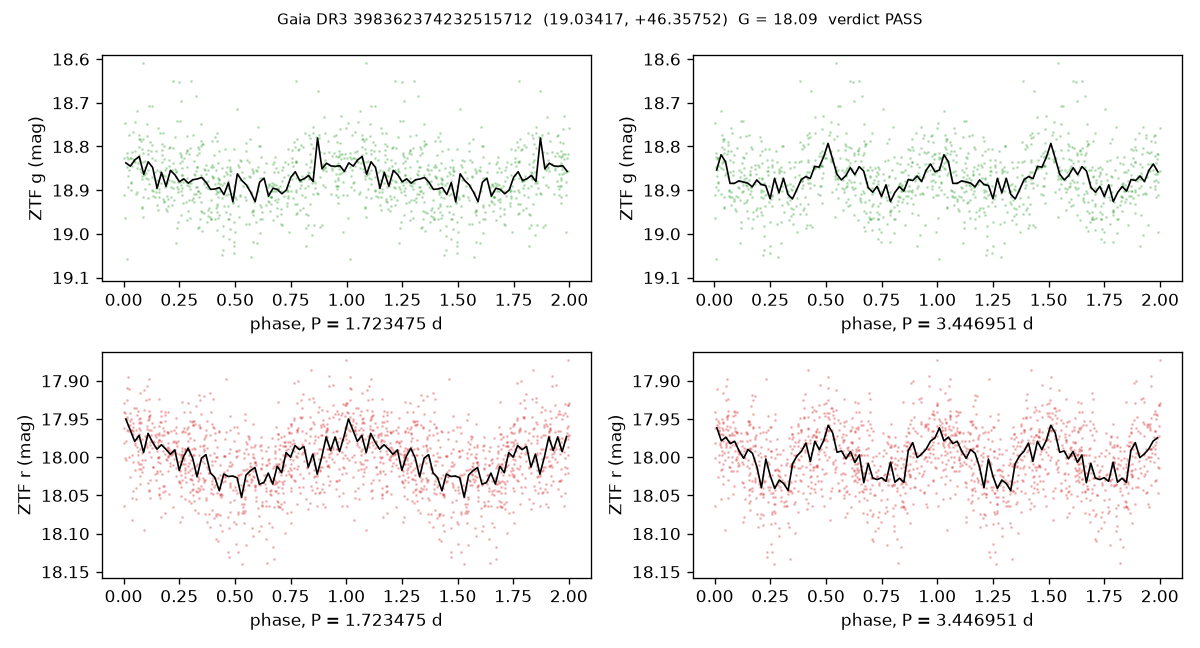 Gaia DR3 398362374232515712 (19.03417, +46.35752) G = 18.09 verdict PASS
ZTF g (mag)
18.6
18.7
18.8
18.9
19.0
19.1
0.00 0.25 0.50 0.75 1.00 1.25 1.50 1.75 2.00
phase, P = 1.723475 d
ZTF g (mag)
18.6
18.7
18.8
18.9
19.0
19.1
0.00 0.25 0.50 0.75 1.00 1.25 1.50 1.75 2.00
phase, P = 3.446951 d
ZTF r (mag)
17.90
17.95
18.00
18.05
18.10
18.15
0.00 0.25 0.50 0.75 1.00 1.25 1.50 1.75 2.00
phase, P = 1.723475 d
ZTF r (mag)
17.90
17.95
18.00
18.05
18.10
18.15
0.00 0.25 0.50 0.75 1.00 1.25 1.50 1.75 2.00
phase, P = 3.446951 d